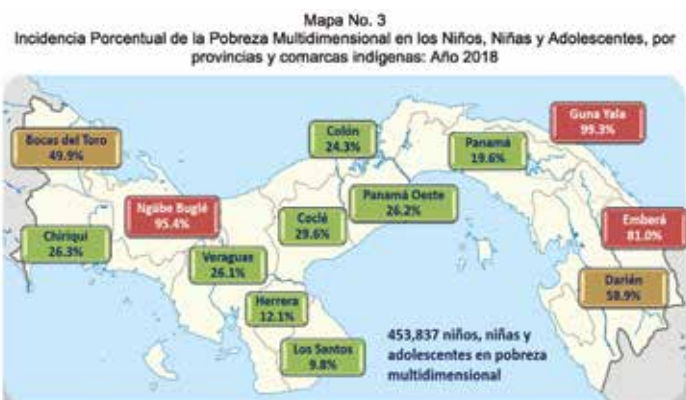 Mapa No. 3
Incidencia Porcentual de la Pobreza Multidimensional en los Niños, Niñas y Adolescentes, por
provincias y comarcas indígenas: Año 2018
Bocas del Toro
49.9%
Chiriquí
26.3%
Ngäbe Buglé
95.4%
Veraguas
26.1%
Herrera
12.1%
Los Santos
9.8%
Coclé
29.6%
Colón
24.3%
Panamá Oeste
26.2%
Panamá
19.6%
Guna Yala
99.3%
Emberá
81.0%
Darién
58.9%
453,837 niños, niñas y
adolescentes en pobreza
multidimensional